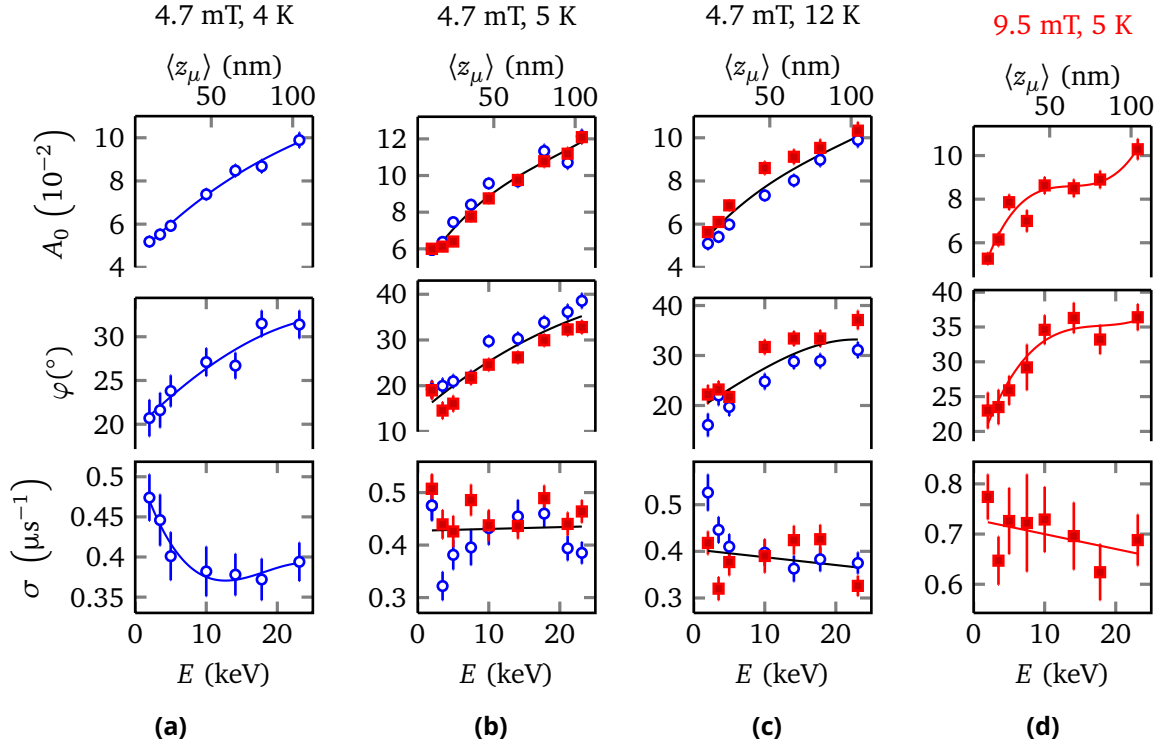 4.7 mT, 4 K
4.7 mT, 5 K
4.7 mT, 12 K
9.5 mT, 5 K
⟨z_μ⟩ (nm)
⟨z_μ⟩ (nm)
⟨z_μ⟩ (nm)
⟨z_μ⟩ (nm)
50 100
50 100
50 100
50 100
A₀ (10⁻²)
10
8
6
4
12
10
8
6
10
8
6
4
10
8
6
φ(°)
30
25
20
40
30
20
10
40
30
20
35
30
25
20
σ (μs⁻¹)
0.5
0.45
0.4
0.35
0.5
0.4
0.3
0.5
0.4
0.3
0.8
0.7
0.6
0 10 20
0 10 20
0 10 20
0 10 20
E (keV)
E (keV)
E (keV)
E (keV)
(a)
(b)
(c)
(d)